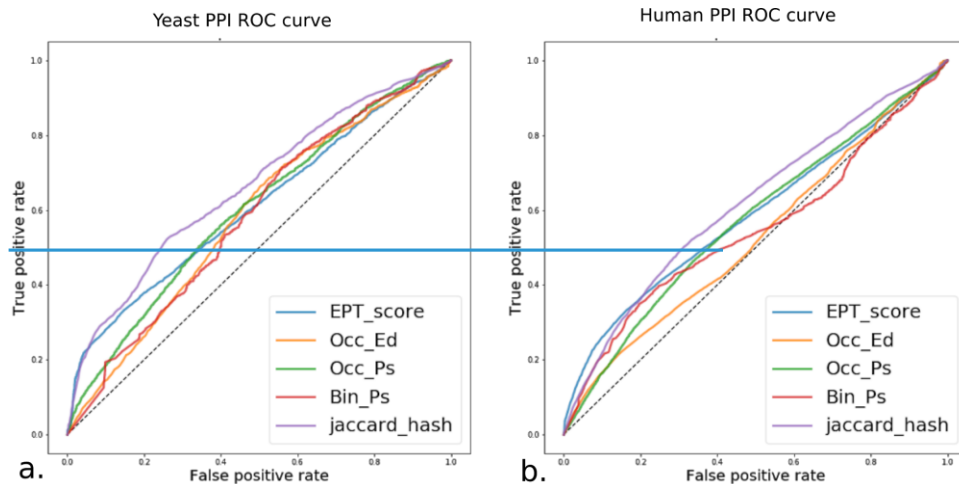 Yeast PPI ROC curve
Human PPI ROC curve
True positive rate
1.0
0.8
0.6
0.4
0.2
0.0
EPT_score
Occ_Ed
Occ_Ps
Bin_Ps
jaccard_hash
0.0 0.2 0.4 0.6 0.8 1.0
False positive rate
a.
True positive rate
1.0
0.8
0.6
0.4
0.2
0.0
EPT_score
Occ_Ed
Occ_Ps
Bin_Ps
jaccard_hash
0.0 0.2 0.4 0.6 0.8 1.0
False positive rate
b.